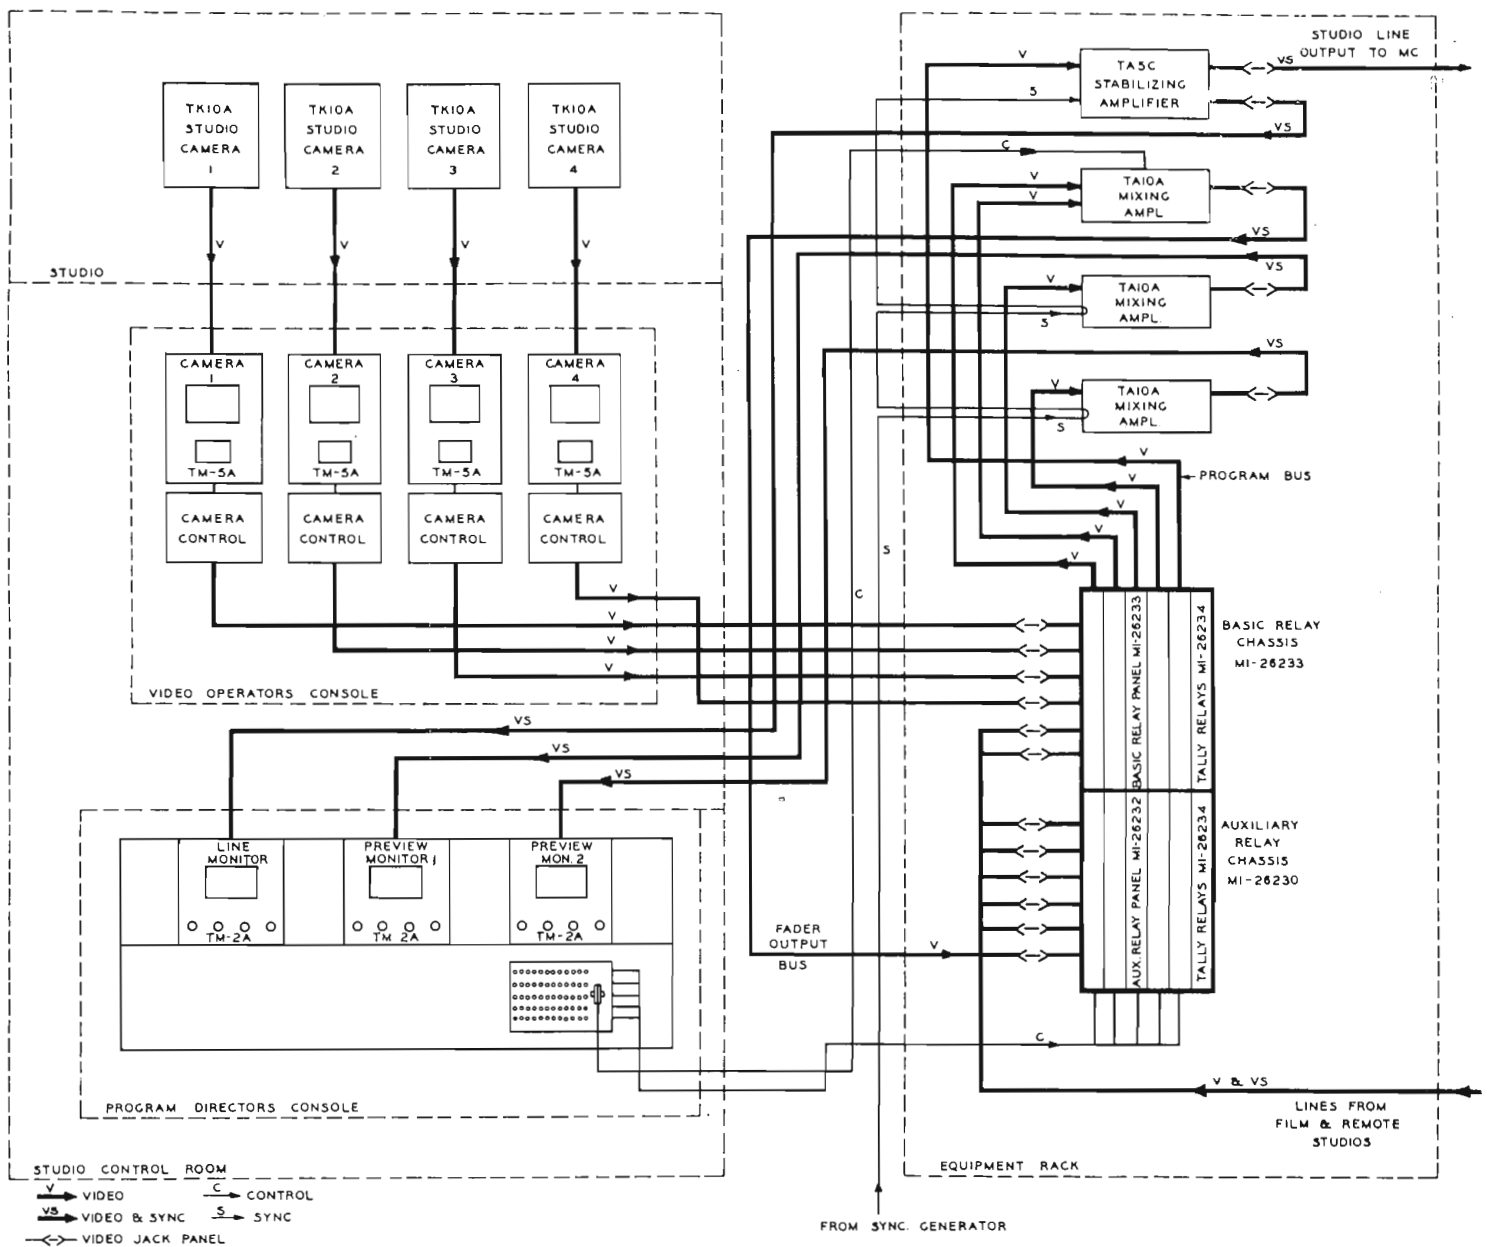 STUDIO LINE
OUTPUT TO MC
V
VS
TA5C
STABILIZING
AMPLIFIER
S
VS
C
TK10A
STUDIO
CAMERA
1
TK10A
STUDIO
CAMERA
2
TK10A
STUDIO
CAMERA
3
TK10A
STUDIO
CAMERA
4
V
V
TA10A
MIXING
AMPL
V
V
V
V
VS
VS
STUDIO
V
TA10A
MIXING
AMPL.
S
VS
V
TA10A
MIXING
AMPL.
S
CAMERA
1
TM-5A
CAMERA
2
TM-5A
CAMERA
3
TM-5A
CAMERA
4
TM-5A
CAMERA
CONTROL
CAMERA
CONTROL
CAMERA
CONTROL
CAMERA
CONTROL
V
PROGRAM BUS
V
V
V
V
S
C
V
V
V
V
BASIC RELAY PANEL MI-26233
TALLY RELAYS MI-26234
BASIC RELAY
CHASSIS
MI-26233
VIDEO OPERATORS CONSOLE
VS
VS
VS
AUX. RELAY PANEL MI-26232
TALLY RELAYS MI-26234
AUXILIARY
RELAY
CHASSIS
MI-26230
LINE
MONITOR
TM-2A
PREVIEW
MONITOR 1
TM 2A
PREVIEW
MON. 2
TM-2A
FADER
OUTPUT
BUS
V
C
V & VS
LINES FROM
FILM & REMOTE
STUDIOS
PROGRAM DIRECTORS CONSOLE
STUDIO CONTROL ROOM
EQUIPMENT RACK
V VIDEO
C CONTROL
VS VIDEO & SYNC
S SYNC
VIDEO JACK PANEL
FROM SYNC. GENERATOR